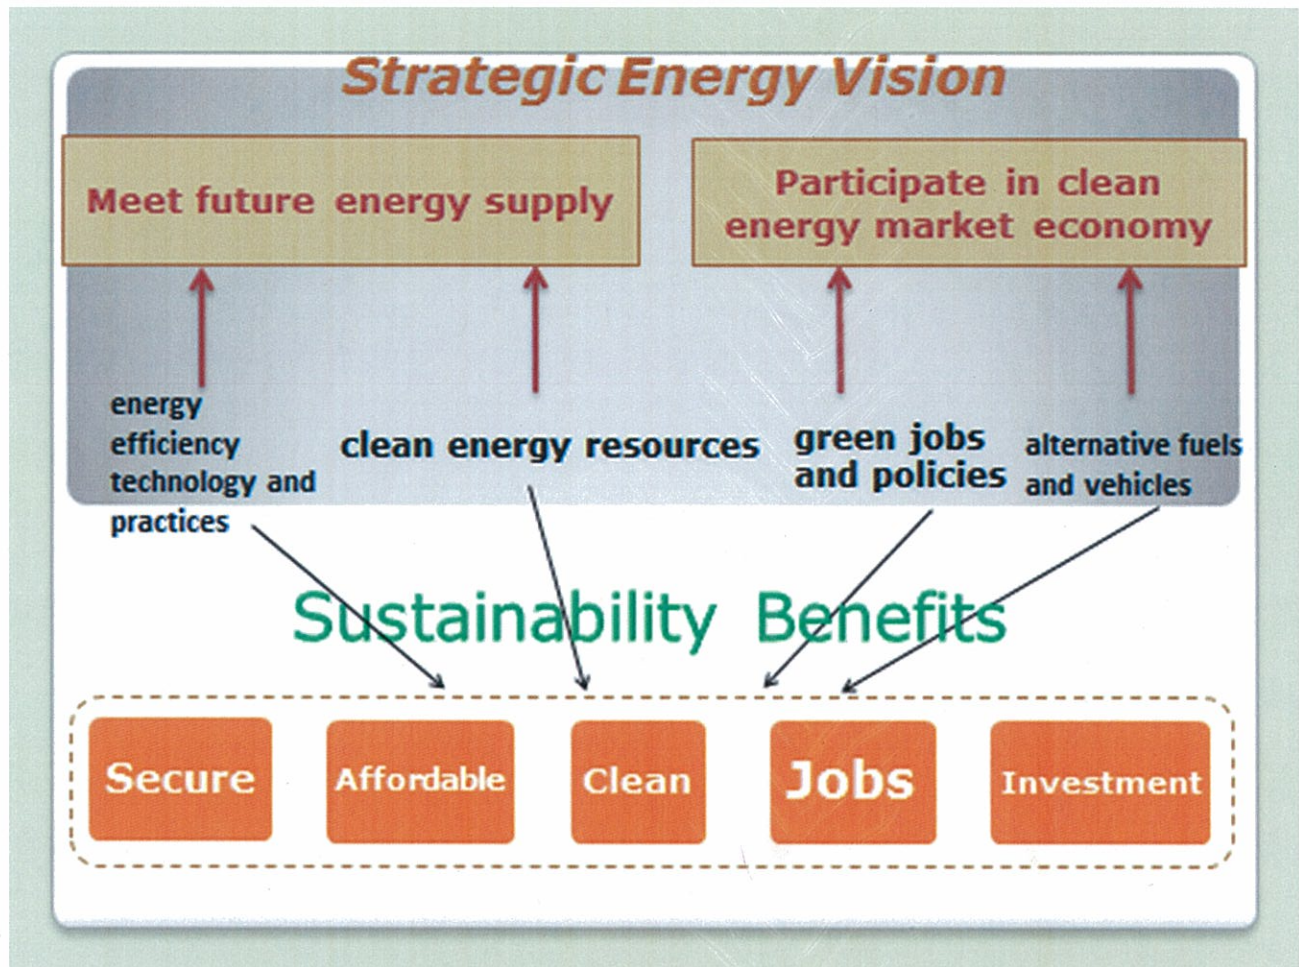 Strategic Energy Vision
Meet future energy supply
Participate in clean
energy market economy
energy
efficiency
technology and
practices
clean energy resources
green jobs
and policies
alternative fuels
and vehicles
Sustainability Benefits
Secure
Affordable
Clean
Jobs
Investment